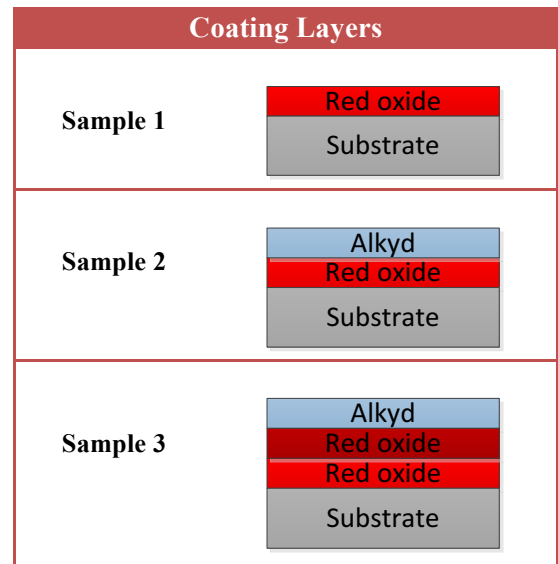 Coating Layers
Sample 1
Red oxide
Substrate
Sample 2
Alkyd
Red oxide
Substrate
Sample 3
Alkyd
Red oxide
Red oxide
Substrate